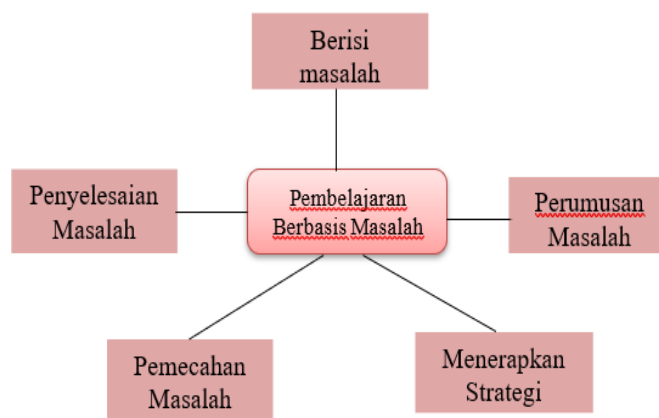 Berisi
masalah
Penyelesaian
Masalah
Pembelajaran
Berbasis Masalah
Perumusan
Masalah
Pemecahan
Masalah
Menerapkan
Strategi